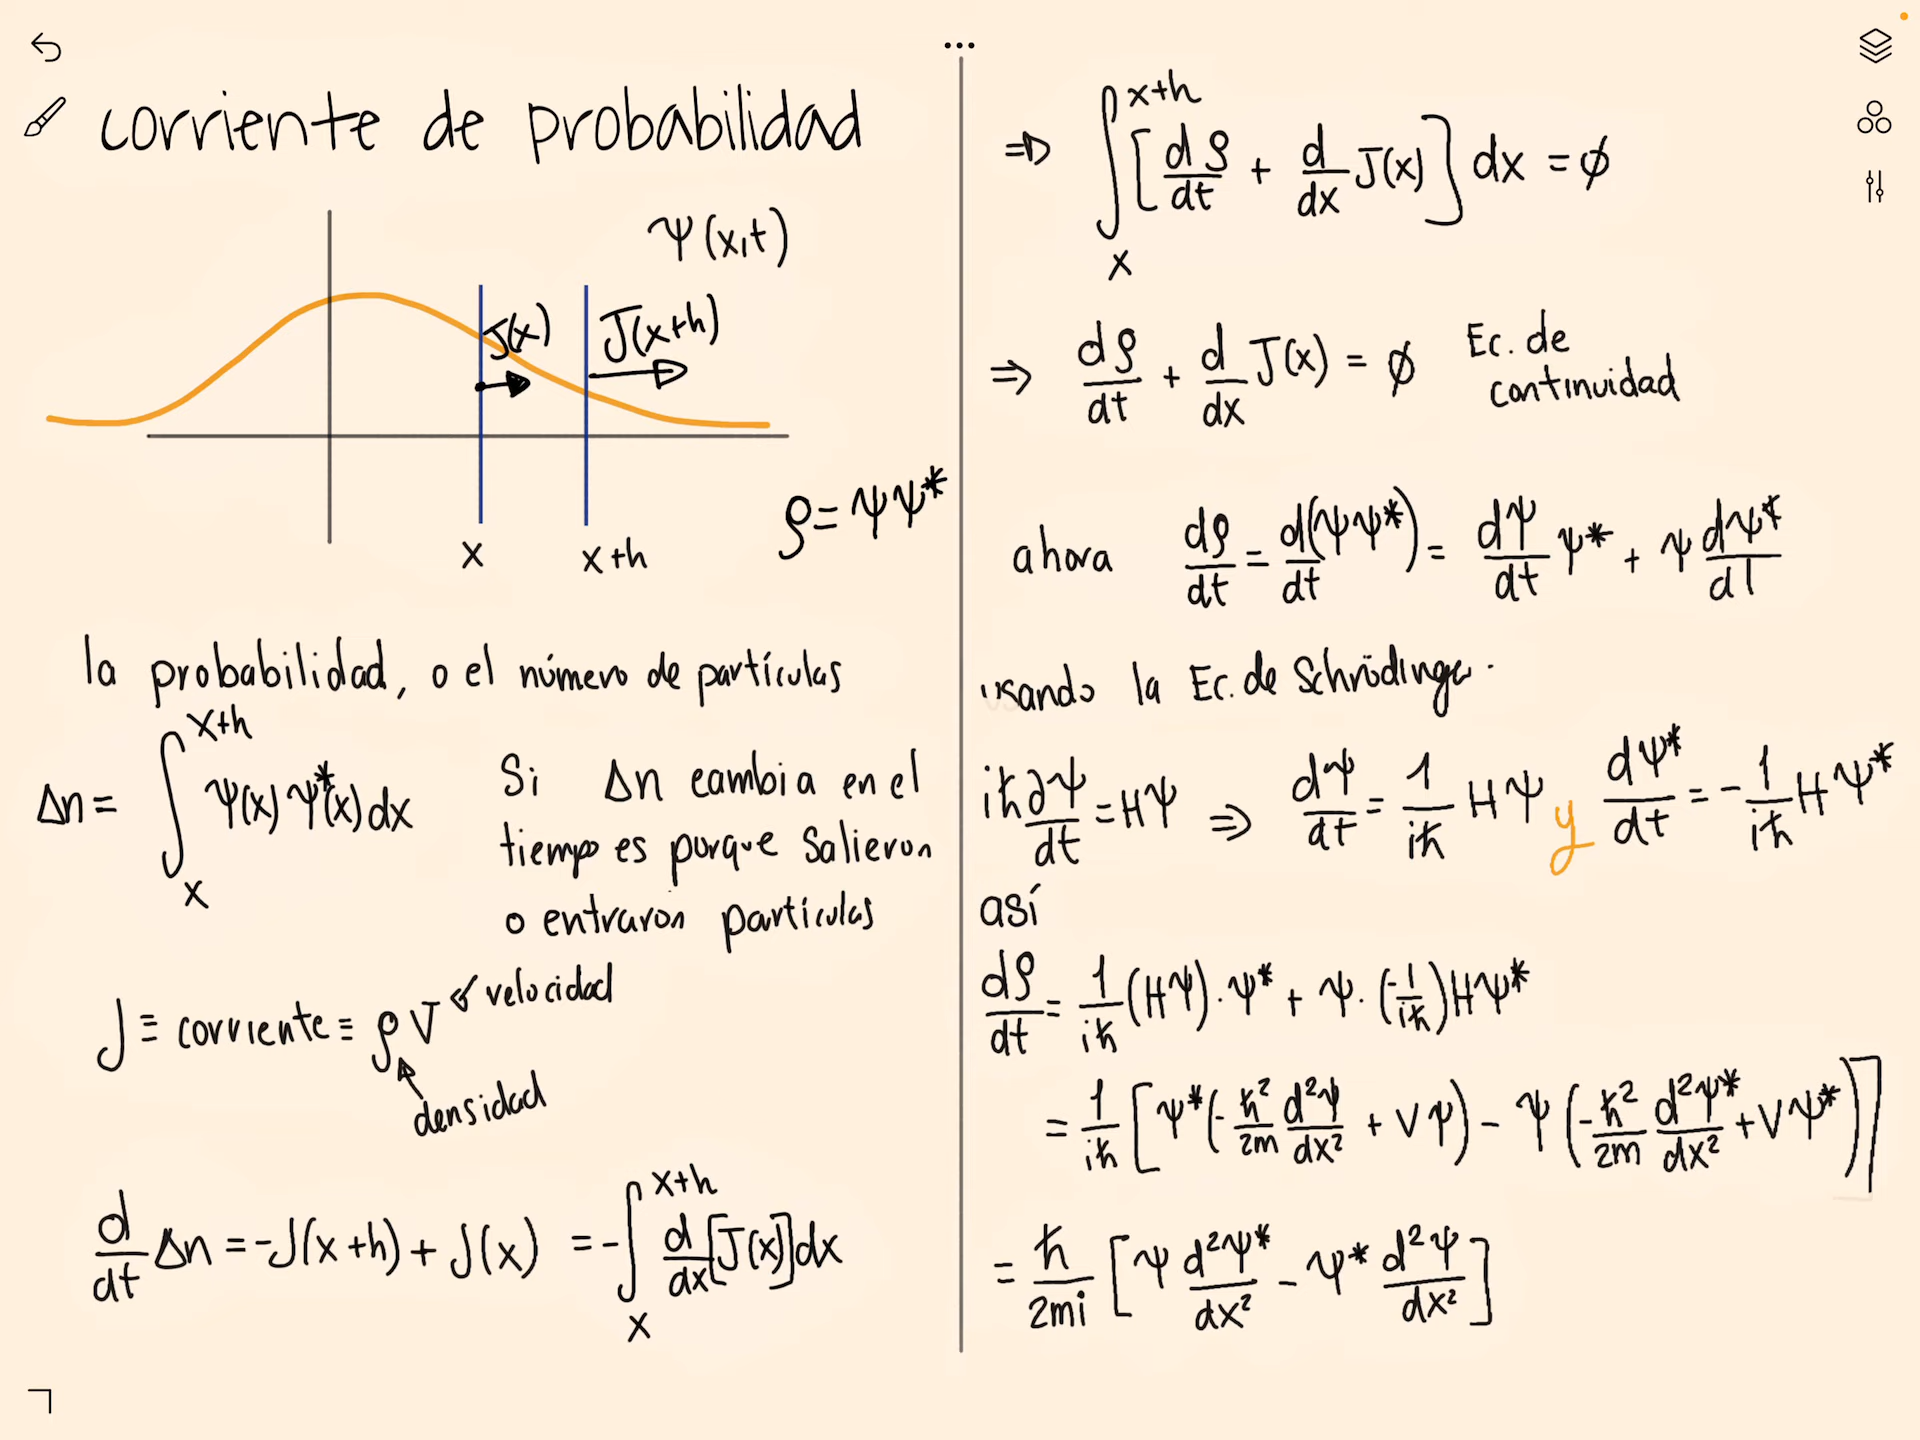 corriente de probabilidad
Ψ(x,t)
J(x)
J(x+h)
x
x+h
ρ=ΨΨ*
la probabilidad, o el número de partículas
Δn = ∫ₓˣ⁺ʰ Ψ(x)Ψ*(x)dx
Si Δn cambia en el
tiempo es porque Salieron
o entraron partículas
J ≡ corriente ≡ ρV
velocidad
densidad
d/dt Δn = -J(x+h) + J(x) = -∫ₓˣ⁺ʰ d/dx[J(x)]dx
⇒ ∫ₓˣ⁺ʰ [dρ/dt + d/dx J(x)] dx = ϕ
⇒ dρ/dt + d/dx J(x) = ϕ Ec. de
continuidad
ahora dρ/dt = d(ΨΨ*)/dt = dΨ/dt Ψ* + Ψ dΨ*/dt
usando la Ec. de Schrödinger
iħ∂Ψ/dt = HΨ ⇒ dΨ/dt = 1/iħ HΨ y dΨ*/dt = -1/iħ HΨ*
así
dρ/dt = 1/iħ (HΨ)·Ψ* + Ψ·(-1/iħ)HΨ*
= 1/iħ [Ψ*(-ħ²/2m d²Ψ/dx² + VΨ) - Ψ(-ħ²/2m d²Ψ*/dx² + VΨ*)]
= ħ/2mi [Ψ d²Ψ*/dx² - Ψ* d²Ψ/dx²]